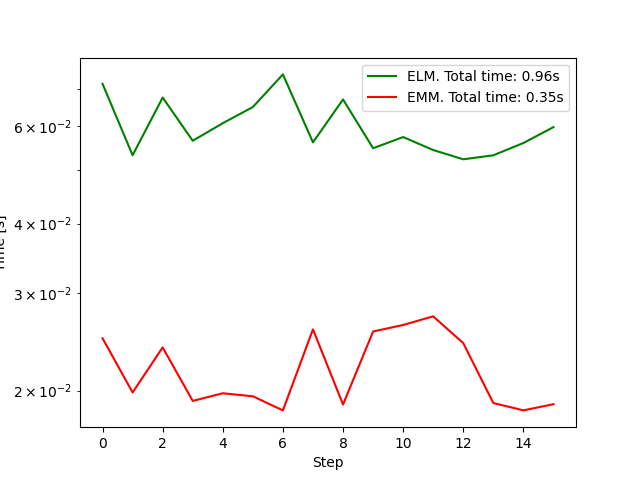 ELM. Total time: 0.96s
EMM. Total time: 0.35s
6 × 10⁻²
4 × 10⁻²
3 × 10⁻²
2 × 10⁻²
Time [s]
0 2 4 6 8 10 12 14
Step